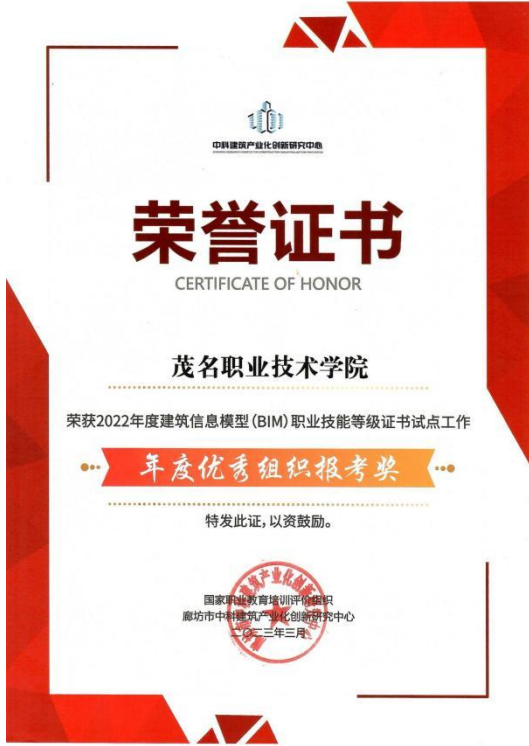 中科建筑产业化创新研究中心
荣誉证书
CERTIFICATE OF HONOR
茂名职业技术学院
荣获2022年度建筑信息模型(BIM)职业技能等级证书试点工作
年度优秀组织报考奖
特发此证,以资鼓励。
国家职业教育培训评价组织
廊坊市中科建筑产业化创新研究中心
二〇二三年三月